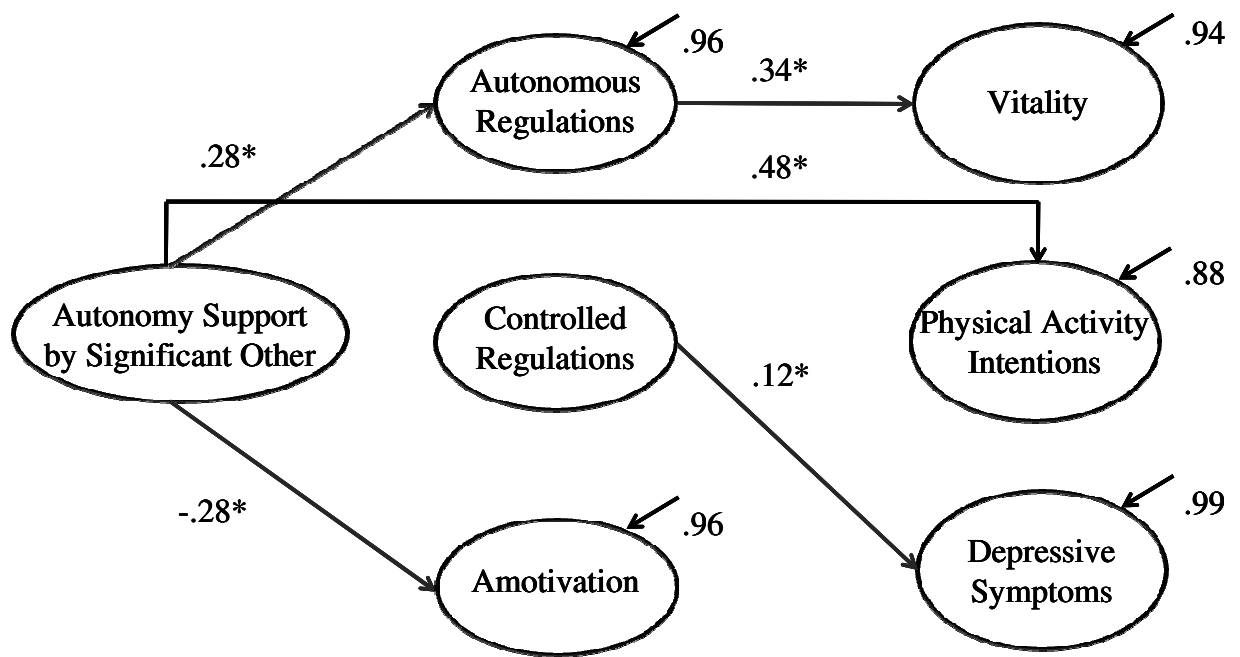 .96
.94
Autonomous
Regulations
.34*
Vitality
.28*
.48*
Autonomy Support
by Significant Other
Controlled
Regulations
.88
Physical Activity
Intentions
.12*
-.28*
.96
.99
Amotivation
Depressive
Symptoms